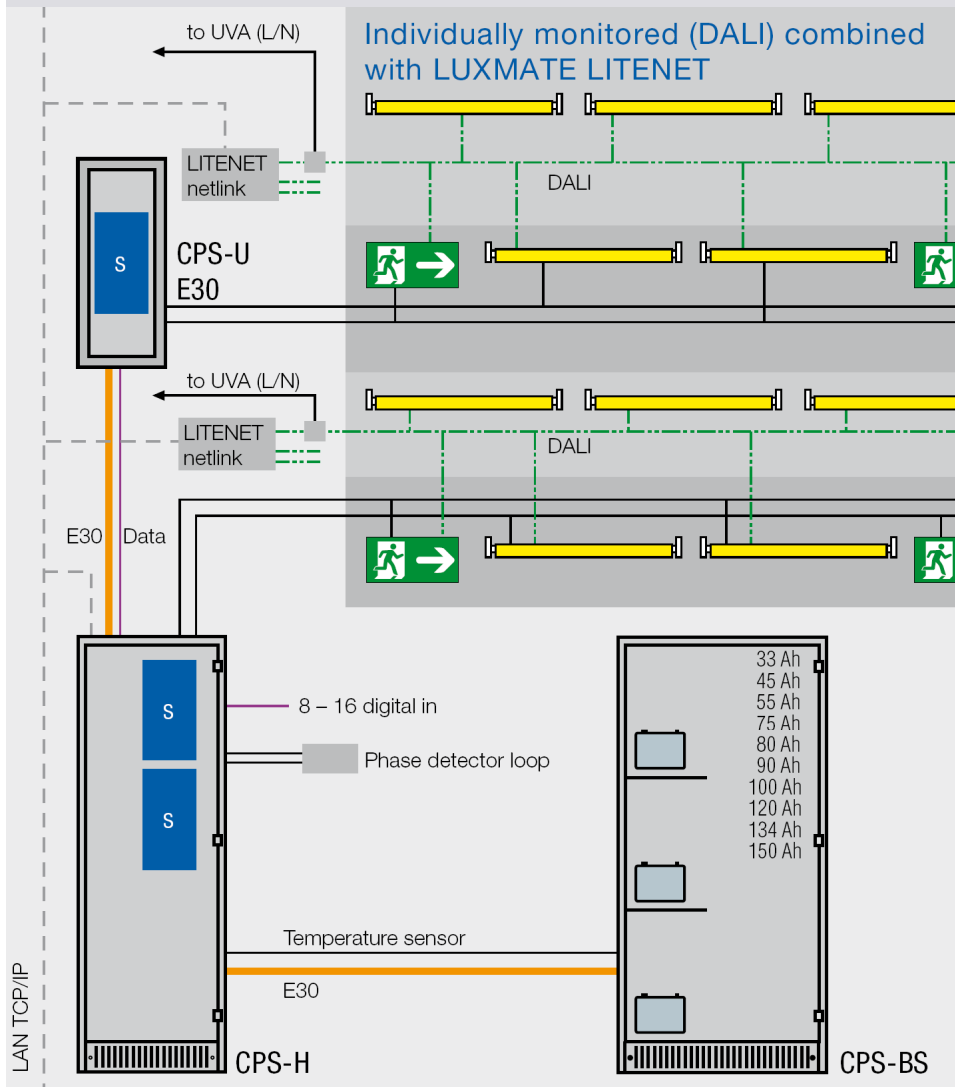 to UVA (L/N)
Individually monitored (DALI) combined
with LUXMATE LITENET
LITENET
netlink
DALI
S
CPS-U
E30
to UVA (L/N)
LITENET
netlink
DALI
E30
Data
S
S
8 – 16 digital in
Phase detector loop
33 Ah
45 Ah
55 Ah
75 Ah
80 Ah
90 Ah
100 Ah
120 Ah
134 Ah
150 Ah
Temperature sensor
E30
LAN TCP/IP
CPS-H
CPS-BS